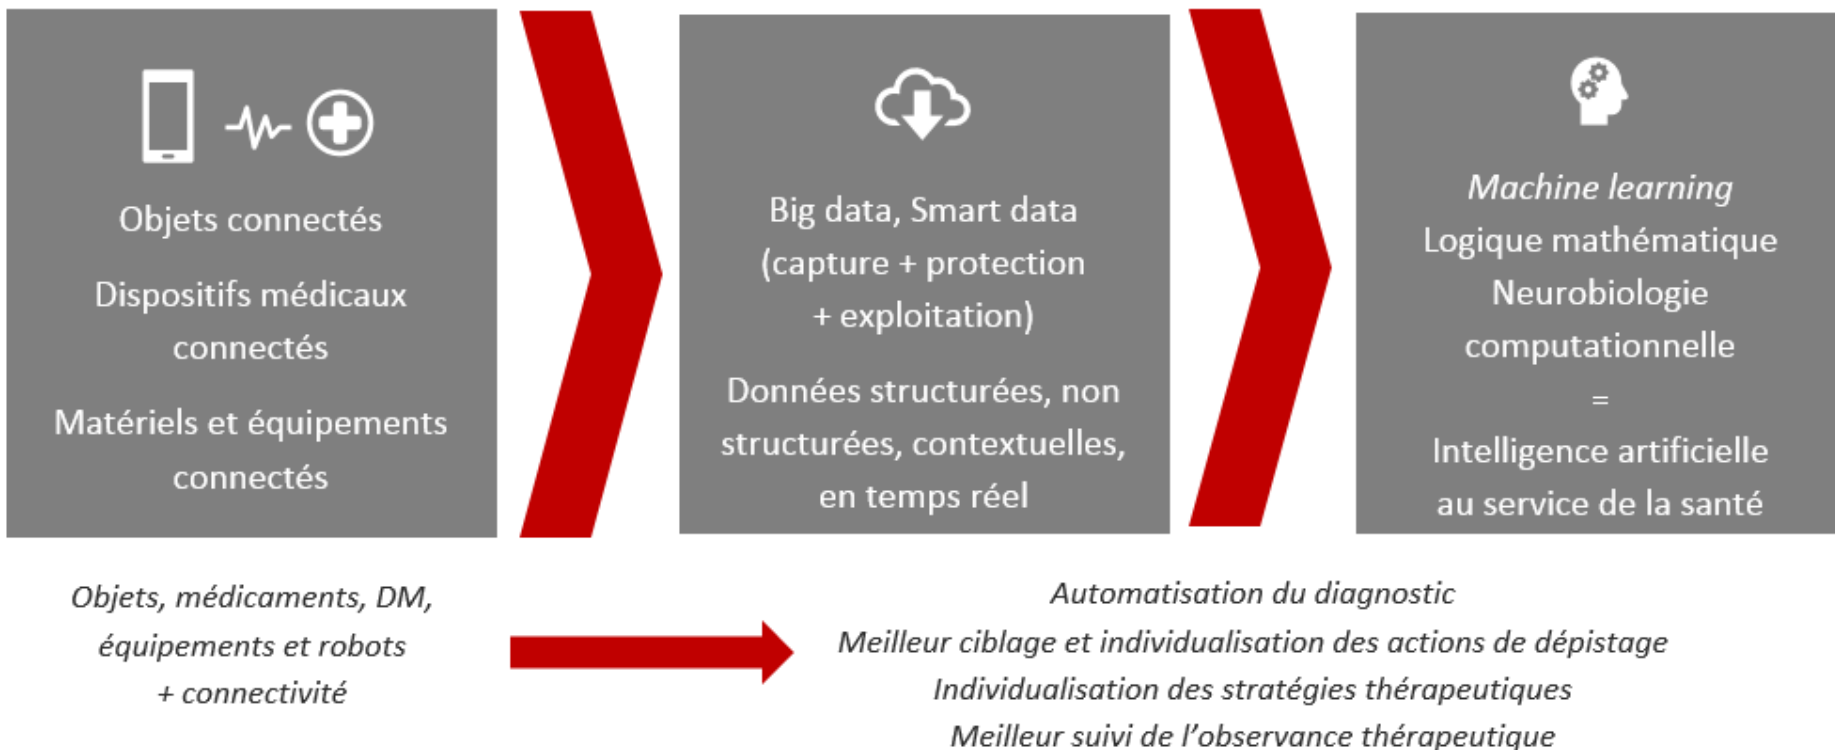 Objets connectés
Dispositifs médicaux
connectés
Matériels et équipements
connectés
Big data, Smart data
(capture + protection
+ exploitation)
Données structurées, non
structurées, contextuelles,
en temps réel
Machine learning
Logique mathématique
Neurobiologie
computationnelle
=
Intelligence artificielle
au service de la santé
Objets, médicaments, DM,
équipements et robots
+ connectivité
Automatisation du diagnostic
Meilleur ciblage et individualisation des actions de dépistage
Individualisation des stratégies thérapeutiques
Meilleur suivi de l’observance thérapeutique